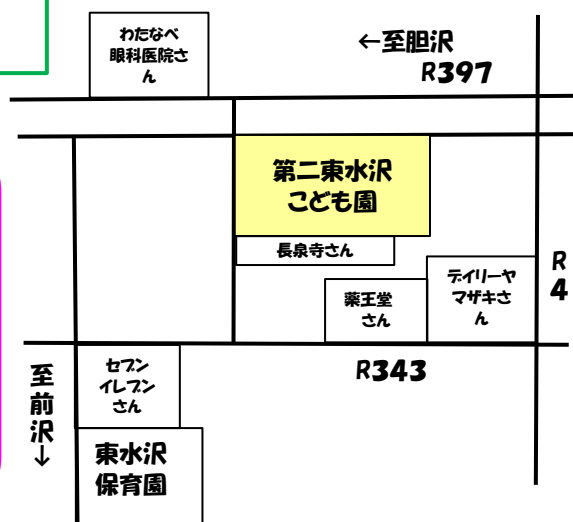 わたなべ
眼科医院さ
ん
←至胆沢
R397
第二東水沢
こども園
長泉寺さん
デイリーヤ
マザキさ
ん
R
4
薬王堂
さん
R343
セブン
イレブン
さん
至
前
沢
↓
東水沢
保育園